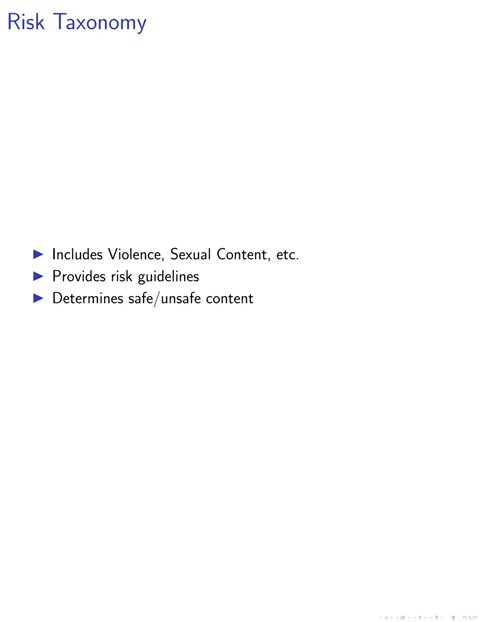 Risk Taxonomy
Includes Violence, Sexual Content, etc.
Provides risk guidelines
Determines safe/unsafe content